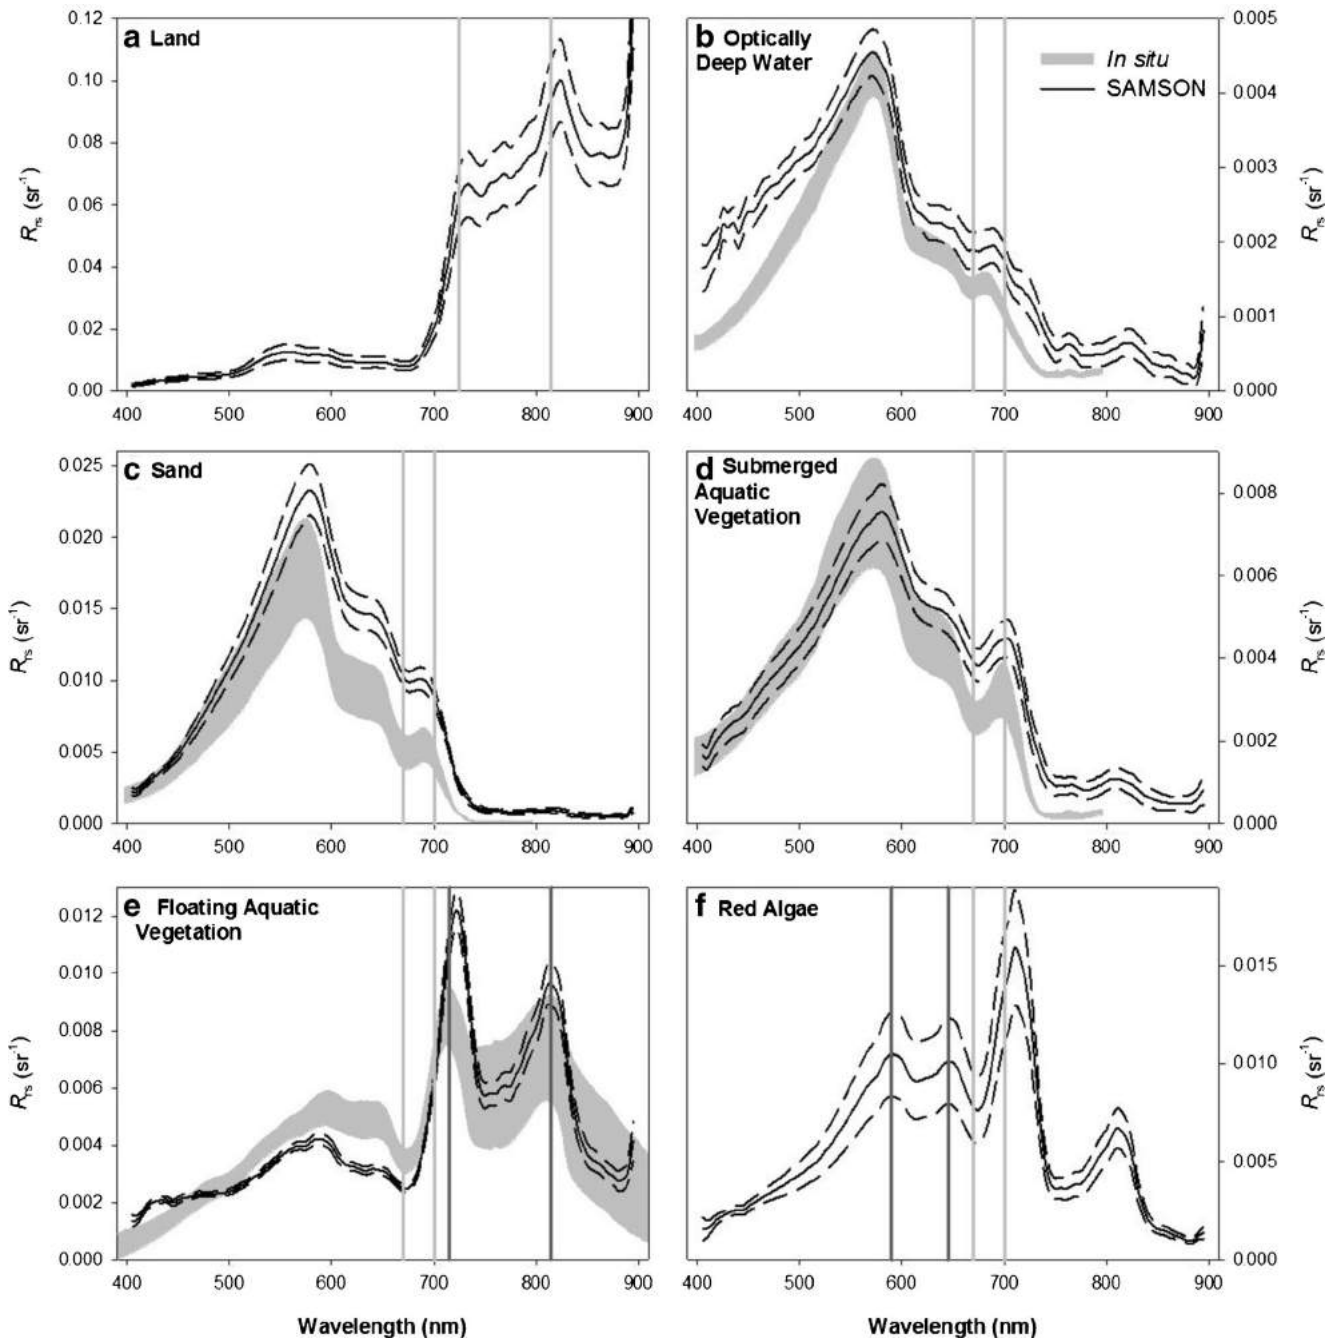 a Land
0.12
0.10
0.08
0.06
0.04
0.02
0.00
Rrs (sr-1)
400 500 600 700 800 900
b Optically
Deep Water
In situ
SAMSON
0.005
0.004
0.003
0.002
0.001
0.000
Rrs (sr-1)
400 500 600 700 800 900
c Sand
0.025
0.020
0.015
0.010
0.005
0.000
Rrs (sr-1)
400 500 600 700 800 900
d Submerged
Aquatic
Vegetation
0.008
0.006
0.004
0.002
0.000
Rrs (sr-1)
400 500 600 700 800 900
e Floating Aquatic
Vegetation
0.012
0.010
0.008
0.006
0.004
0.002
0.000
Rrs (sr-1)
400 500 600 700 800 900
Wavelength (nm)
f Red Algae
0.015
0.010
0.005
0.000
Rrs (sr-1)
400 500 600 700 800 900
Wavelength (nm)